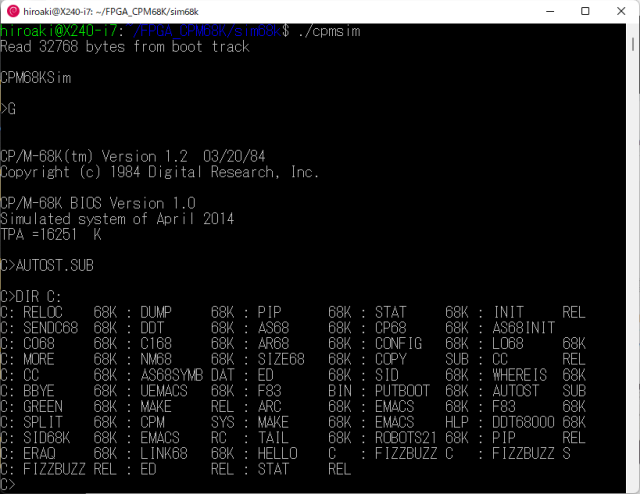 hiroaki@X240-i7: ~/FPGA_CPM68K/sim68k
hiroaki@X240-i7: ~/FPGA_CPM68K/sim68k$ ./cpmsim
Read 32768 bytes from boot track
CPM68KSim
>G
CP/M-68K(tm) Version 1.2  03/20/84
Copyright (c) 1984 Digital Research, Inc.
CP/M-68K BIOS Version 1.0
Simulated system of April 2014
TPA =16251  K
C>AUTOST.SUB
C>DIR C:
C: RELOC    68K : DUMP     68K : PIP      68K : STAT     68K : INIT     REL
C: SENDC68  68K : DDT      68K : AS68     68K : CP68     68K : AS68INIT
C: CO68     68K : C168     68K : AR68     68K : CONFIG   68K : LO68     68K
C: MORE     68K : NM68     68K : SIZE68   68K : COPY     SUB : CC       REL
C: CC       68K : AS68SYMB DAT : ED       68K : SID      68K : WHEREIS  68K
C: BBYE     68K : UEMACS   68K : F83      BIN : PUTBOOT  68K : AUTOST   SUB
C: GREEN    68K : MAKE     REL : ARC      68K : EMACS    68K : F83      68K
C: SPLIT    68K : CPM      SYS : MAKE     68K : EMACS    HLP : DDT68000 68K
C: SID68K   68K : EMACS    RC  : TAIL     68K : ROBOTS21 68K : PIP      REL
C: ERAQ     68K : LINK68   68K : HELLO    C   : FIZZBUZZ C   : FIZZBUZZ S
C: FIZZBUZZ REL : ED       REL : STAT     REL
C>